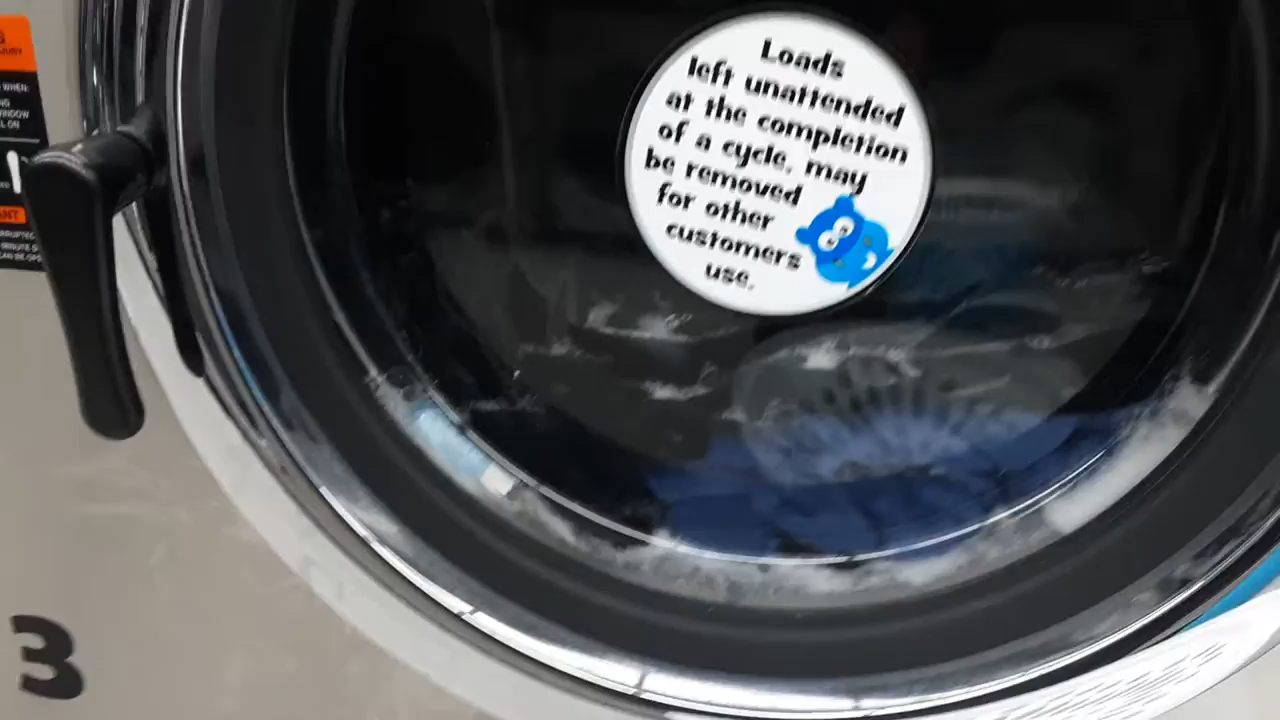 Loads
left unattended
at the completion
of a cycle, may
be removed
for other
customers
use.
3